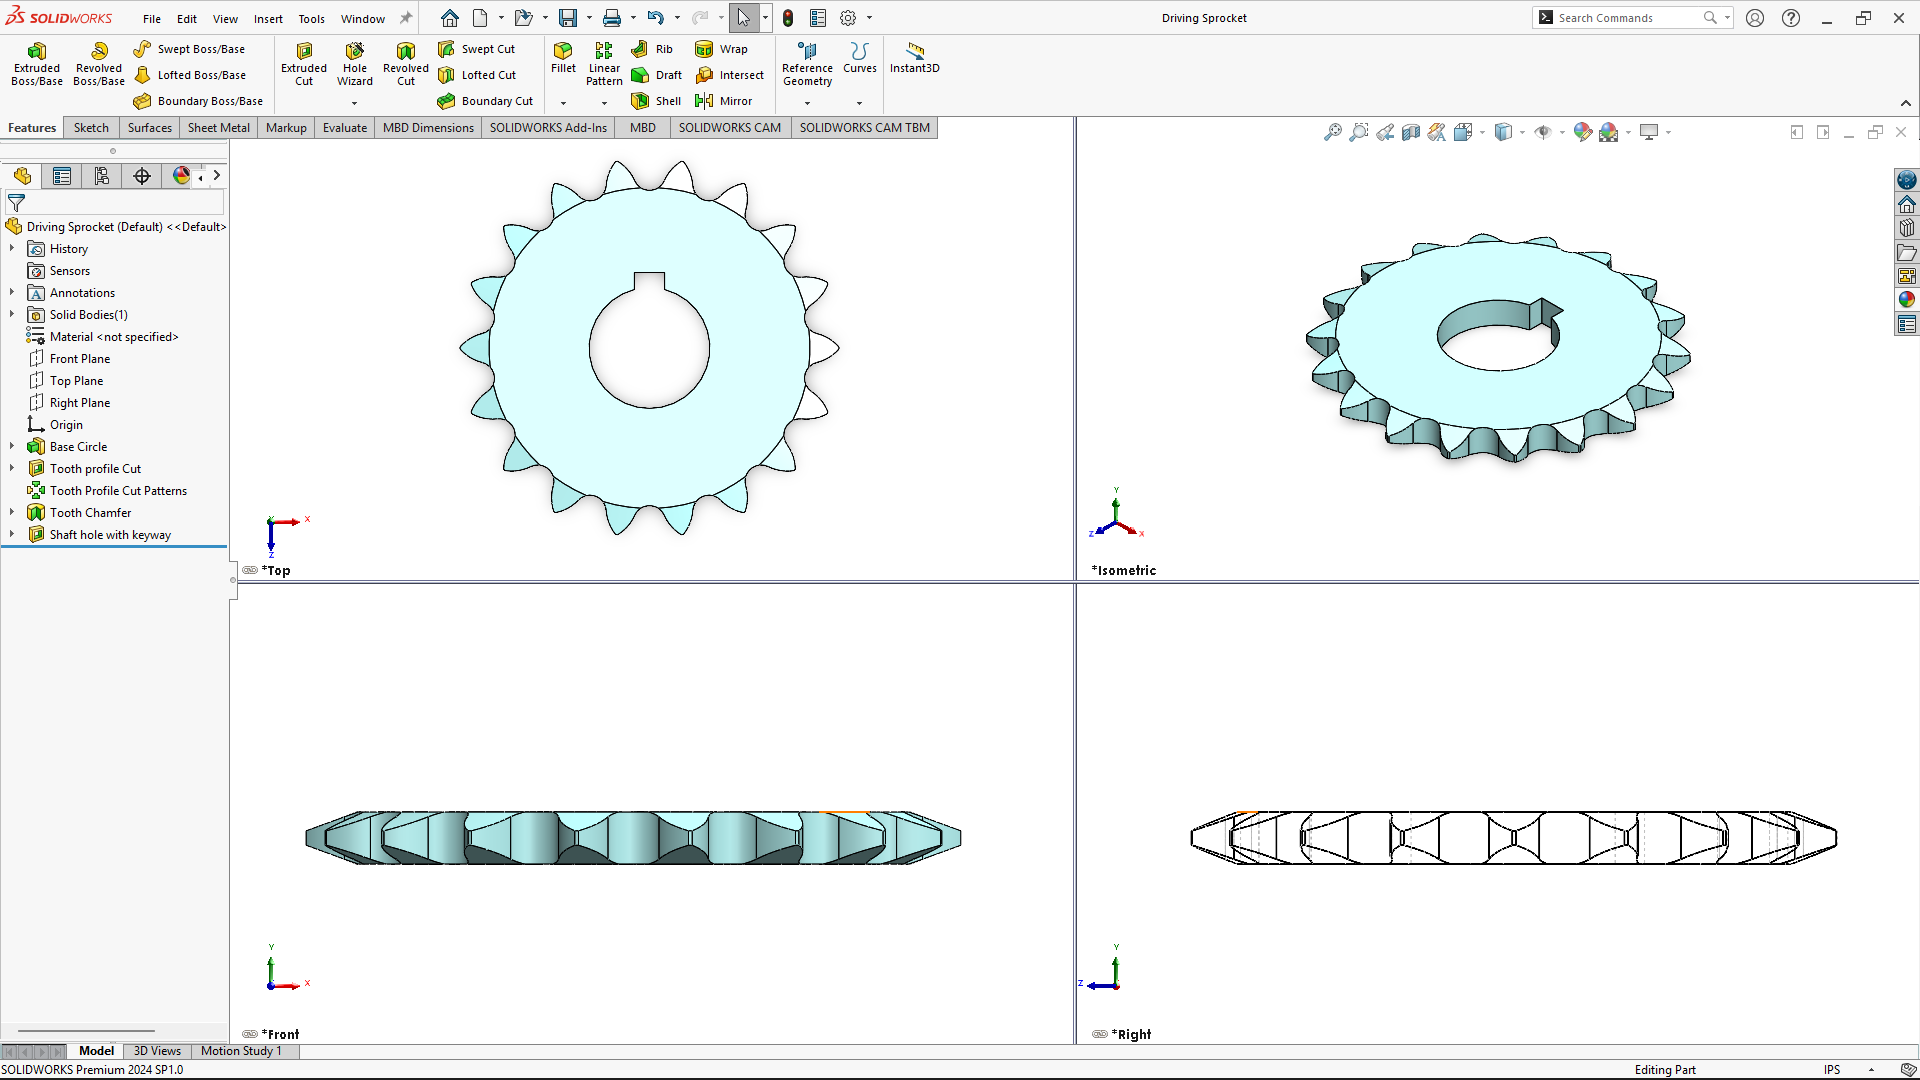 SOLIDWORKS File Edit View Insert Tools Window Driving Sprocket Search Commands
Extruded Boss/Base
Revolved Boss/Base
Swept Boss/Base
Lofted Boss/Base
Boundary Boss/Base
Extruded Cut
Hole Wizard
Revolved Cut
Swept Cut
Lofted Cut
Boundary Cut
Fillet
Linear Pattern
Rib
Draft
Shell
Wrap
Intersect
Mirror
Reference Geometry
Curves
Instant3D
Features Sketch Surfaces Sheet Metal Markup Evaluate MBD Dimensions SOLIDWORKS Add-Ins MBD SOLIDWORKS CAM SOLIDWORKS CAM TBM
Driving Sprocket (Default) <<Default>
History
Sensors
Annotations
Solid Bodies(1)
Material <not specified>
Front Plane
Top Plane
Right Plane
Origin
Base Circle
Tooth profile Cut
Tooth Profile Cut Patterns
Tooth Chamfer
Shaft hole with keyway
Y X
Z
*Top
Y
Z X
*Isometric
Y
X
*Front
Y
Z
*Right
Model 3D Views Motion Study 1
SOLIDWORKS Premium 2024 SP1.0 Editing Part IPS